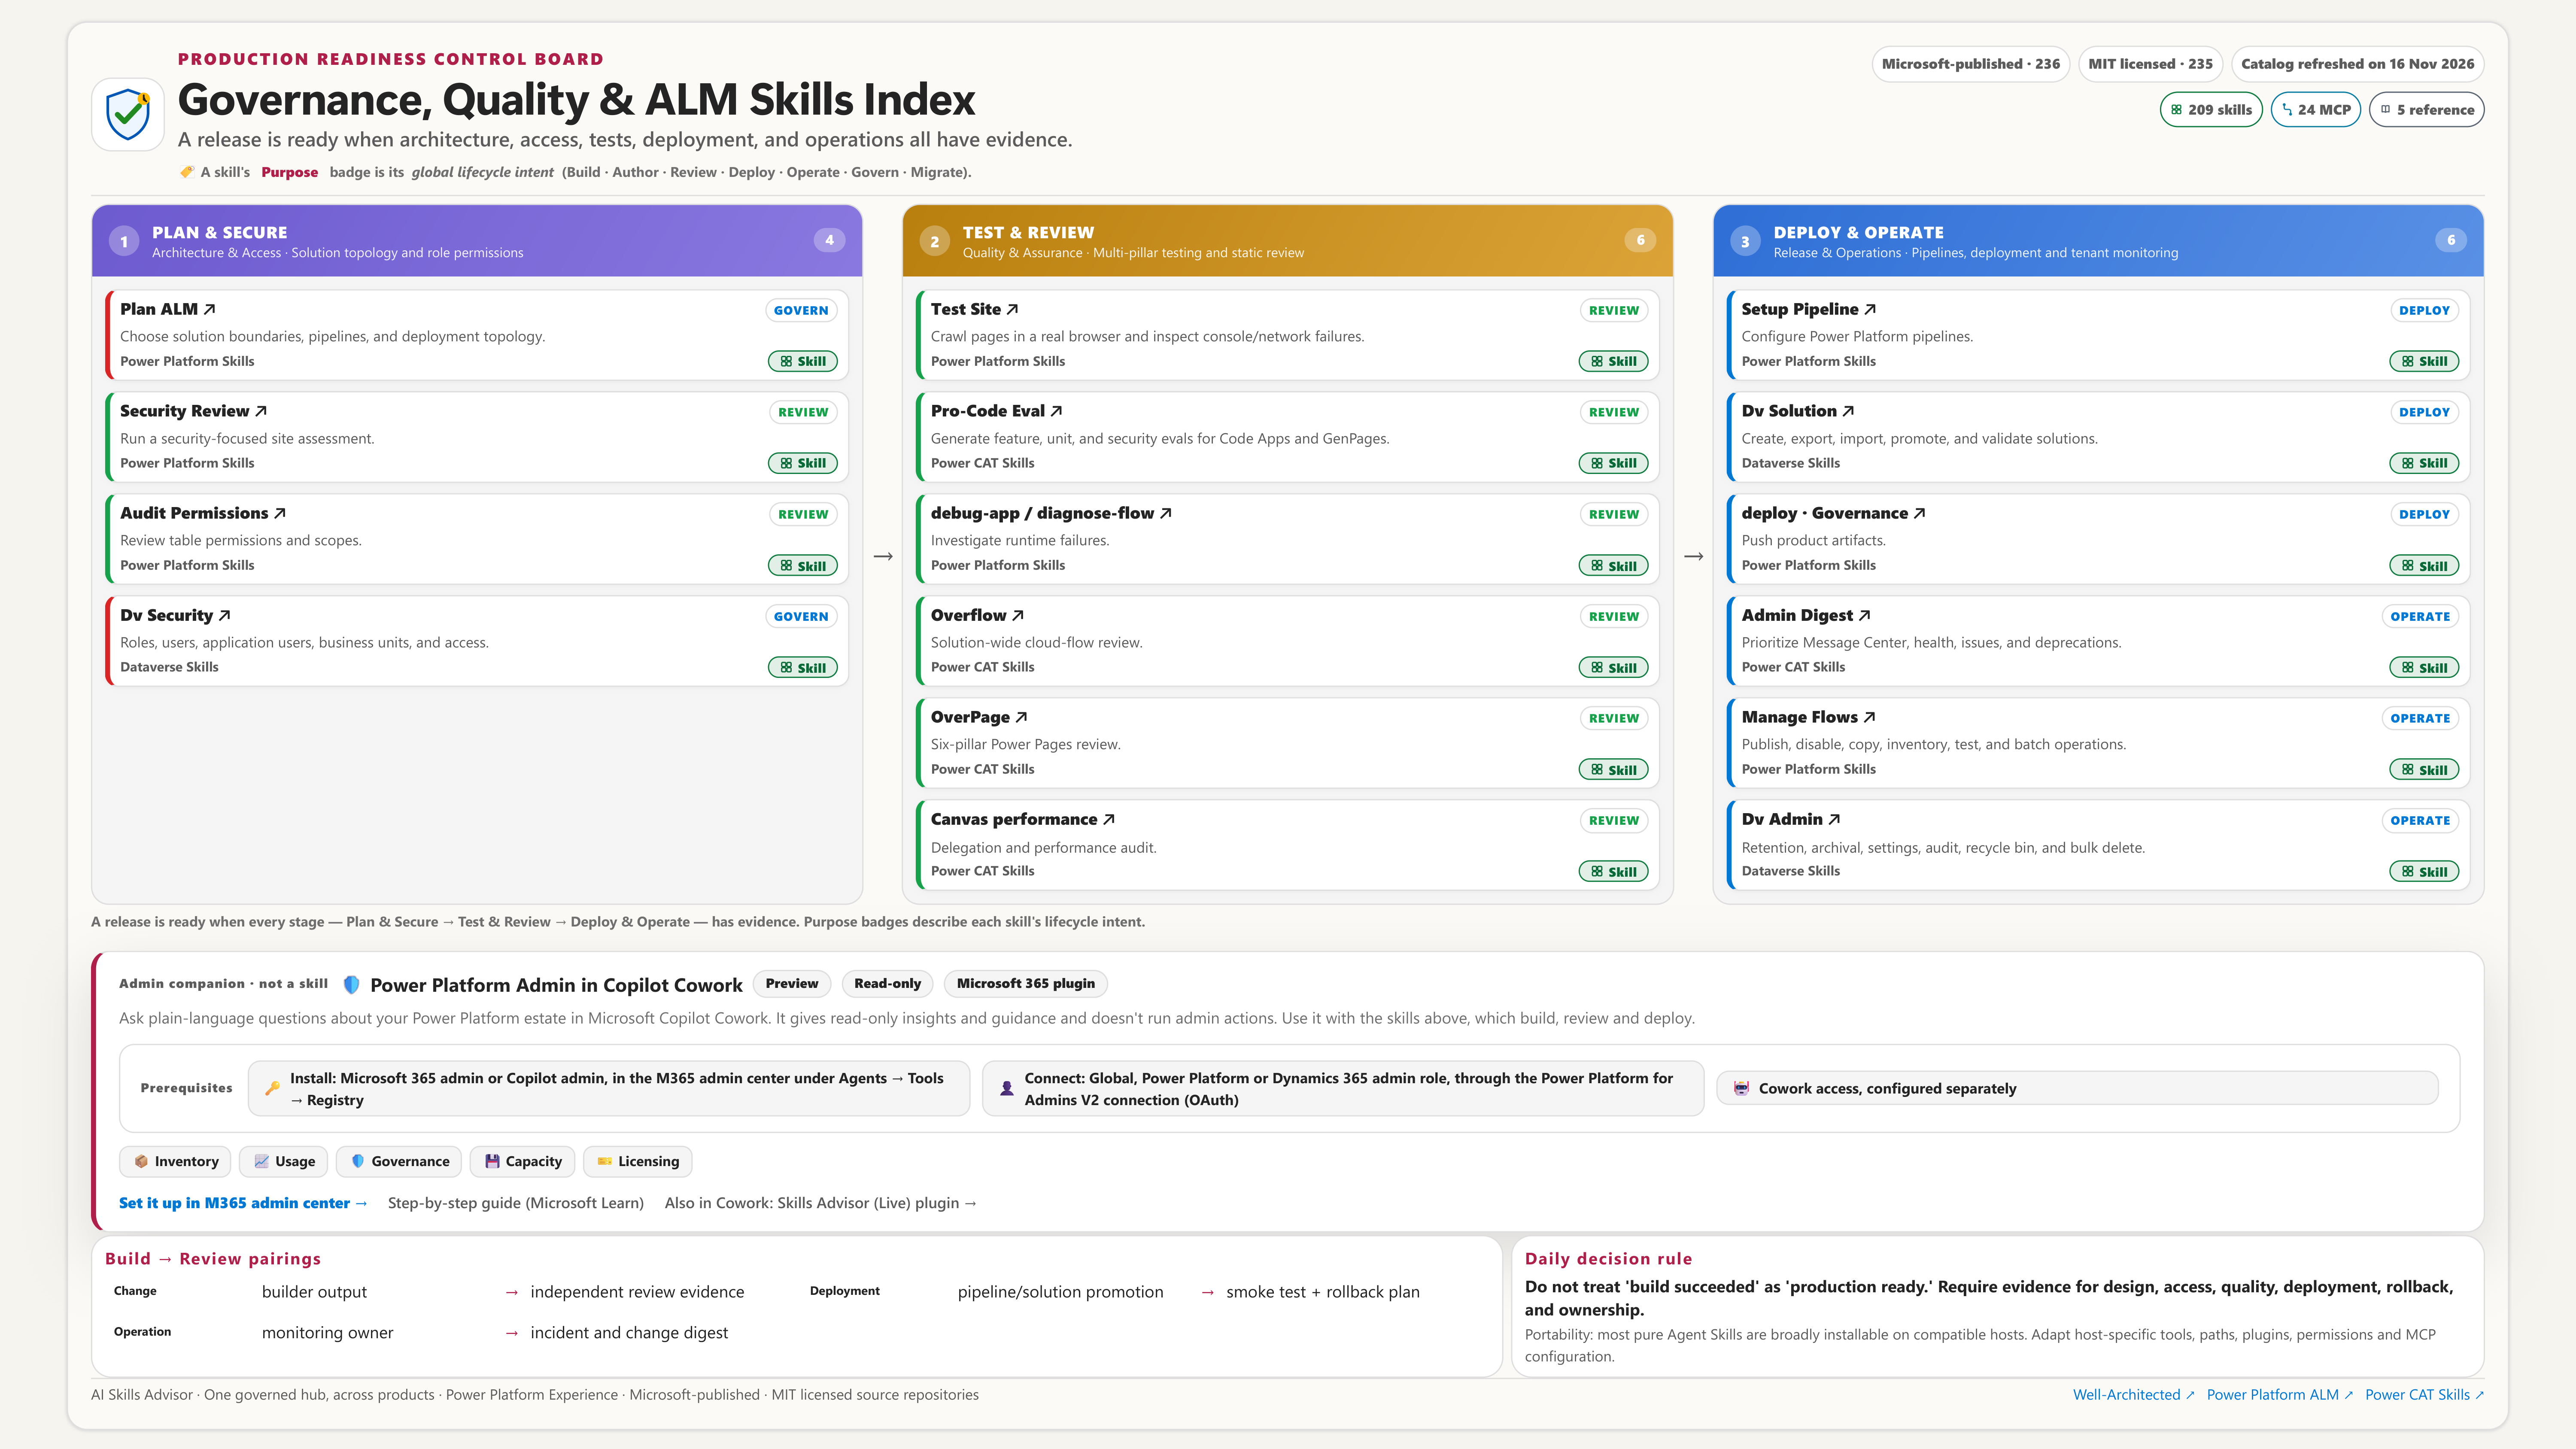 PRODUCTION READINESS CONTROL BOARD
Governance, Quality & ALM Skills Index
A release is ready when architecture, access, tests, deployment, and operations all have evidence.
A skill's Purpose badge is its global lifecycle intent (Build · Author · Review · Deploy · Operate · Govern · Migrate).
Microsoft-published · 236
MIT licensed · 235
Catalog refreshed on 16 Nov 2026
209 skills
24 MCP
5 reference
1
PLAN & SECURE
Architecture & Access · Solution topology and role permissions
4
Plan ALM ↗
GOVERN
Choose solution boundaries, pipelines, and deployment topology.
Power Platform Skills
Skill
Security Review ↗
REVIEW
Run a security-focused site assessment.
Power Platform Skills
Skill
Audit Permissions ↗
REVIEW
Review table permissions and scopes.
Power Platform Skills
Skill
Dv Security ↗
GOVERN
Roles, users, application users, business units, and access.
Dataverse Skills
Skill
→
2
TEST & REVIEW
Quality & Assurance · Multi-pillar testing and static review
6
Test Site ↗
REVIEW
Crawl pages in a real browser and inspect console/network failures.
Power Platform Skills
Skill
Pro-Code Eval ↗
REVIEW
Generate feature, unit, and security evals for Code Apps and GenPages.
Power CAT Skills
Skill
debug-app / diagnose-flow ↗
REVIEW
Investigate runtime failures.
Power Platform Skills
Skill
Overflow ↗
REVIEW
Solution-wide cloud-flow review.
Power CAT Skills
Skill
OverPage ↗
REVIEW
Six-pillar Power Pages review.
Power CAT Skills
Skill
Canvas performance ↗
REVIEW
Delegation and performance audit.
Power CAT Skills
Skill
→
3
DEPLOY & OPERATE
Release & Operations · Pipelines, deployment and tenant monitoring
6
Setup Pipeline ↗
DEPLOY
Configure Power Platform pipelines.
Power Platform Skills
Skill
Dv Solution ↗
DEPLOY
Create, export, import, promote, and validate solutions.
Dataverse Skills
Skill
deploy · Governance ↗
DEPLOY
Push product artifacts.
Power Platform Skills
Skill
Admin Digest ↗
OPERATE
Prioritize Message Center, health, issues, and deprecations.
Power CAT Skills
Skill
Manage Flows ↗
OPERATE
Publish, disable, copy, inventory, test, and batch operations.
Power Platform Skills
Skill
Dv Admin ↗
OPERATE
Retention, archival, settings, audit, recycle bin, and bulk delete.
Dataverse Skills
Skill
A release is ready when every stage — Plan & Secure → Test & Review → Deploy & Operate — has evidence. Purpose badges describe each skill's lifecycle intent.
Admin companion · not a skill
Power Platform Admin in Copilot Cowork
Preview
Read-only
Microsoft 365 plugin
Ask plain-language questions about your Power Platform estate in Microsoft Copilot Cowork. It gives read-only insights and guidance and doesn't run admin actions. Use it with the skills above, which build, review and deploy.
Prerequisites
Install: Microsoft 365 admin or Copilot admin, in the M365 admin center under Agents → Tools
→ Registry
Connect: Global, Power Platform or Dynamics 365 admin role, through the Power Platform for
Admins V2 connection (OAuth)
Cowork access, configured separately
Inventory
Usage
Governance
Capacity
Licensing
Set it up in M365 admin center →
Step-by-step guide (Microsoft Learn)
Also in Cowork: Skills Advisor (Live) plugin →
Build → Review pairings
Change builder output → independent review evidence
Deployment pipeline/solution promotion → smoke test + rollback plan
Operation monitoring owner → incident and change digest
Daily decision rule
Do not treat 'build succeeded' as 'production ready.' Require evidence for design, access, quality, deployment, rollback,
and ownership.
Portability: most pure Agent Skills are broadly installable on compatible hosts. Adapt host-specific tools, paths, plugins, permissions and MCP
configuration.
AI Skills Advisor · One governed hub, across products · Power Platform Experience · Microsoft-published · MIT licensed source repositories
Well-Architected ↗
Power Platform ALM ↗
Power CAT Skills ↗